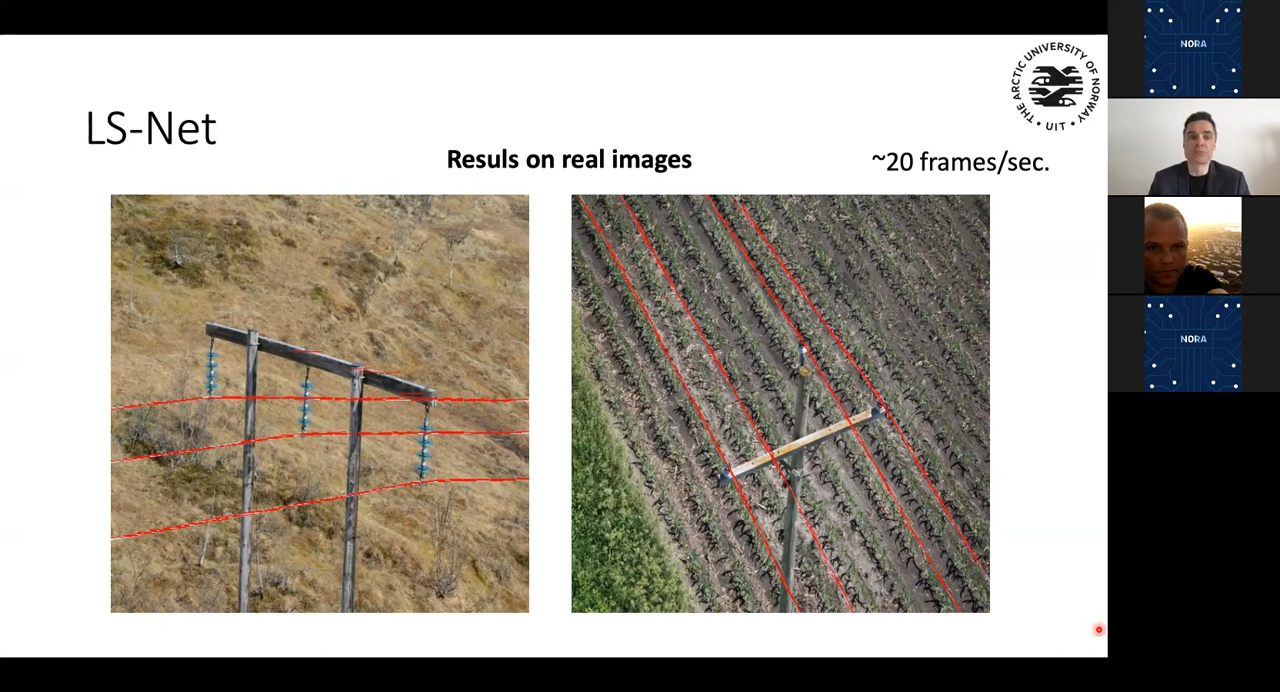 THE ARCTIC UNIVERSITY OF NORWAY
• UIT •
LS-Net
Resuls on real images
~20 frames/sec.
NORA
NORA